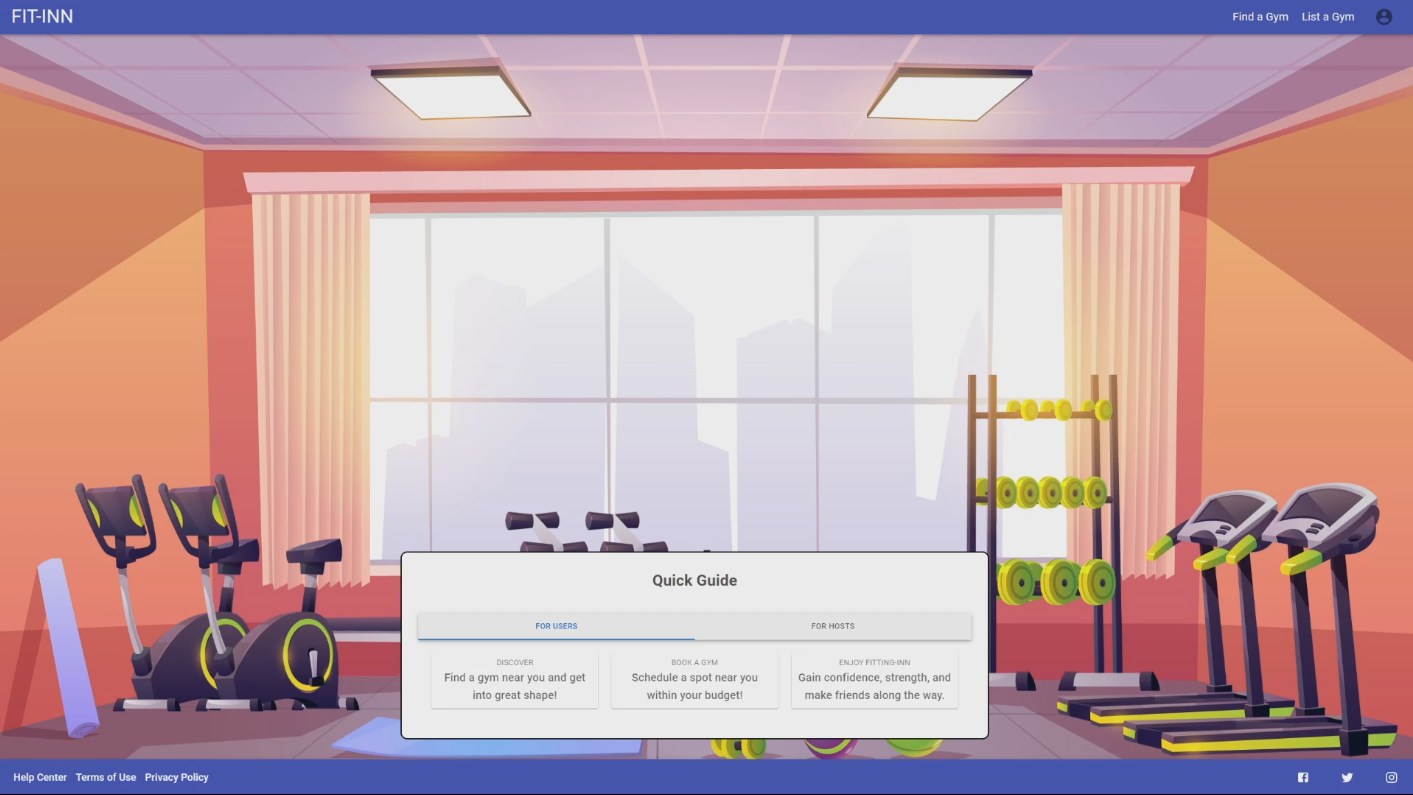 FIT-INN
Find a Gym
List a Gym
Quick Guide
FOR USERS
FOR HOSTS
DISCOVER
Find a gym near you and get
into great shape!
BOOK A GYM
Schedule a spot near you
within your budget!
ENJOY FITTING-INN
Gain confidence, strength, and
make friends along the way.
Help Center
Terms of Use
Privacy Policy